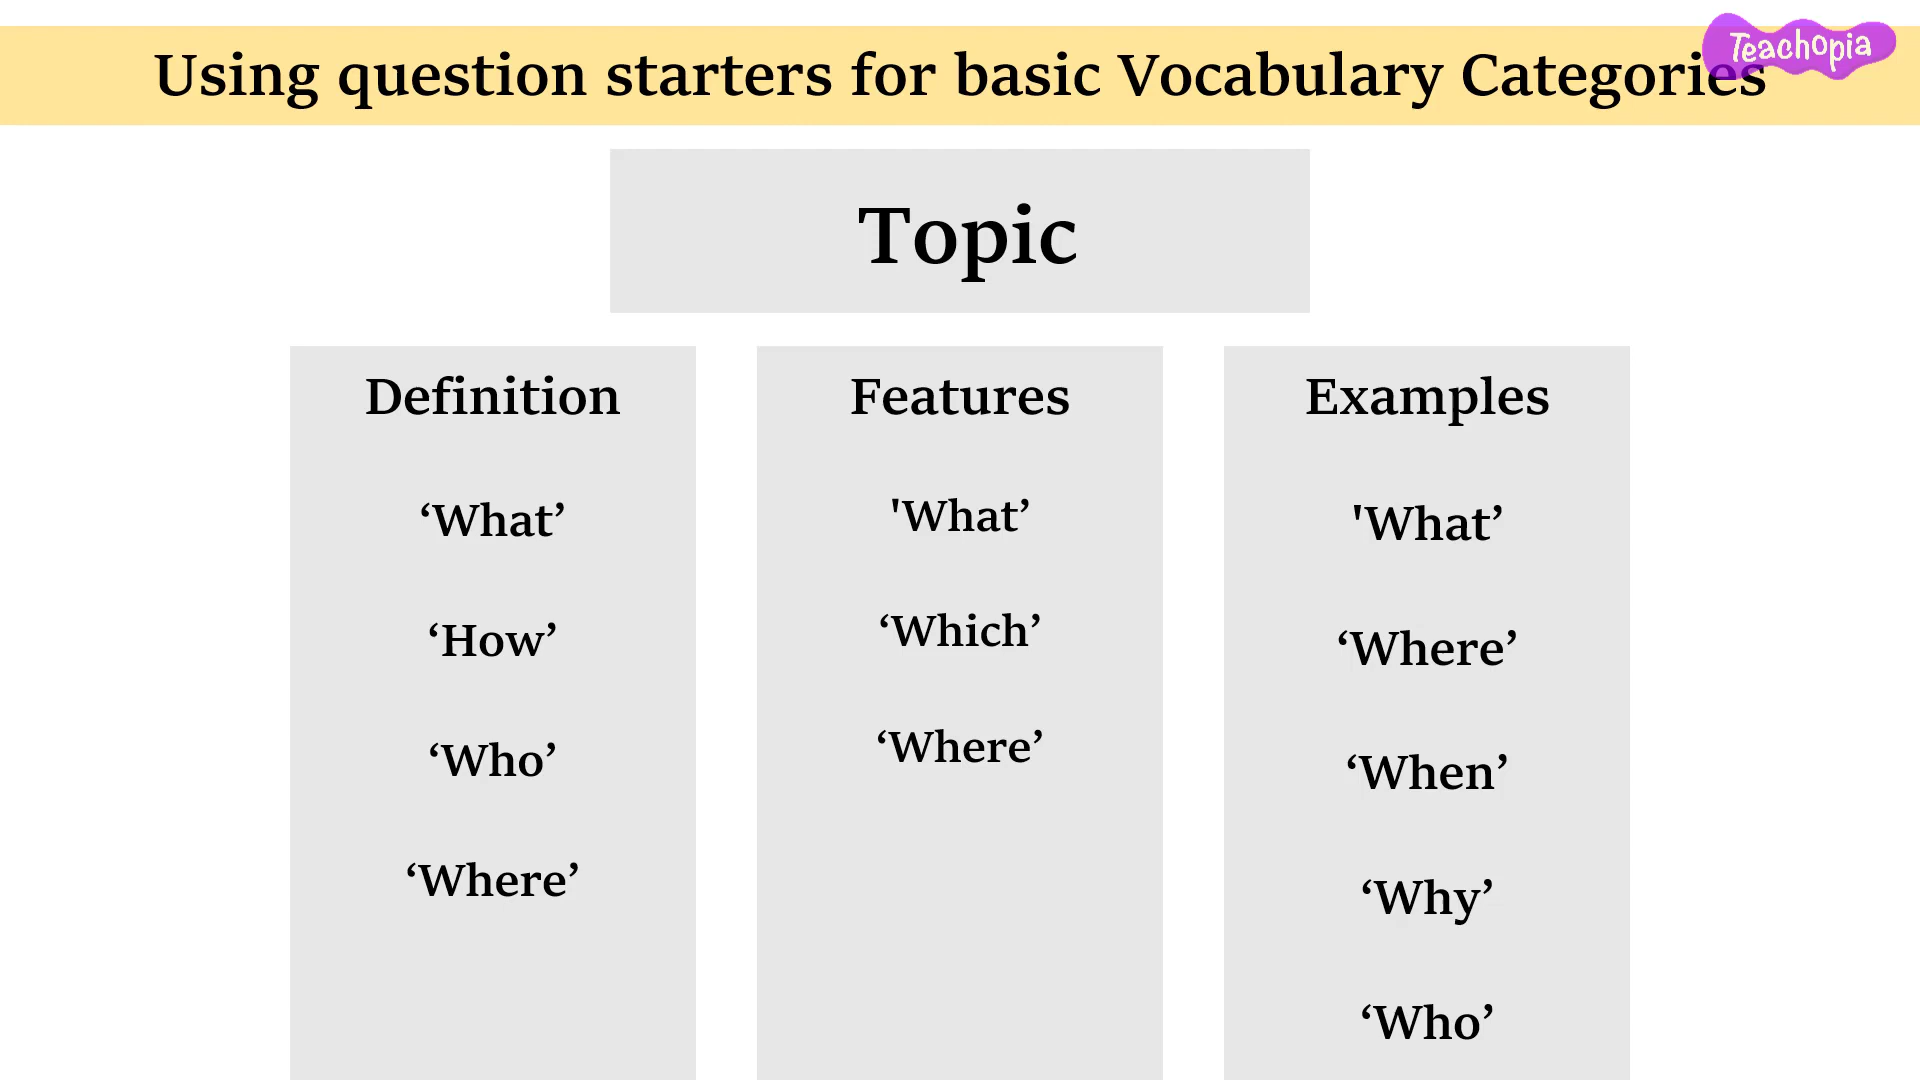 Using question starters for basic Vocabulary Categories
Teachopia
Topic
Definition
‘What’
‘How’
‘Who’
‘Where’
Features
'What’
‘Which’
‘Where’
Examples
'What’
‘Where’
‘When’
‘Why’
‘Who’